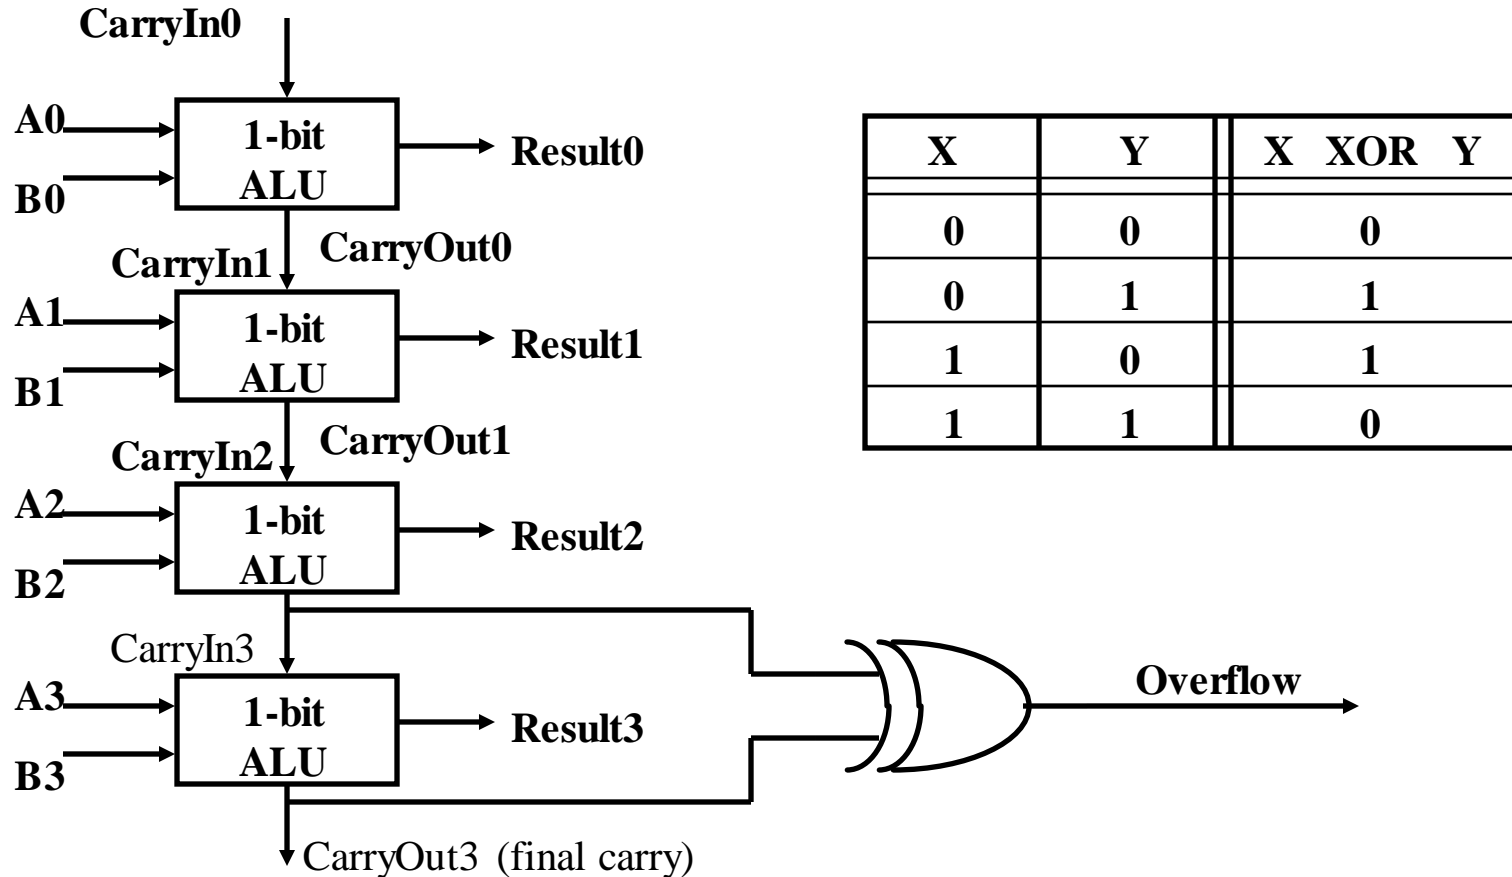 CarryIn0
A0
B0
1-bit
ALU
Result0
CarryIn1
CarryOut0
A1
B1
1-bit
ALU
Result1
CarryIn2
CarryOut1
A2
B2
1-bit
ALU
Result2
CarryIn3
A3
B3
1-bit
ALU
Result3
CarryOut3 (final carry)
X Y X XOR Y
0 0 0
0 1 1
1 0 1
1 1 0
Overflow